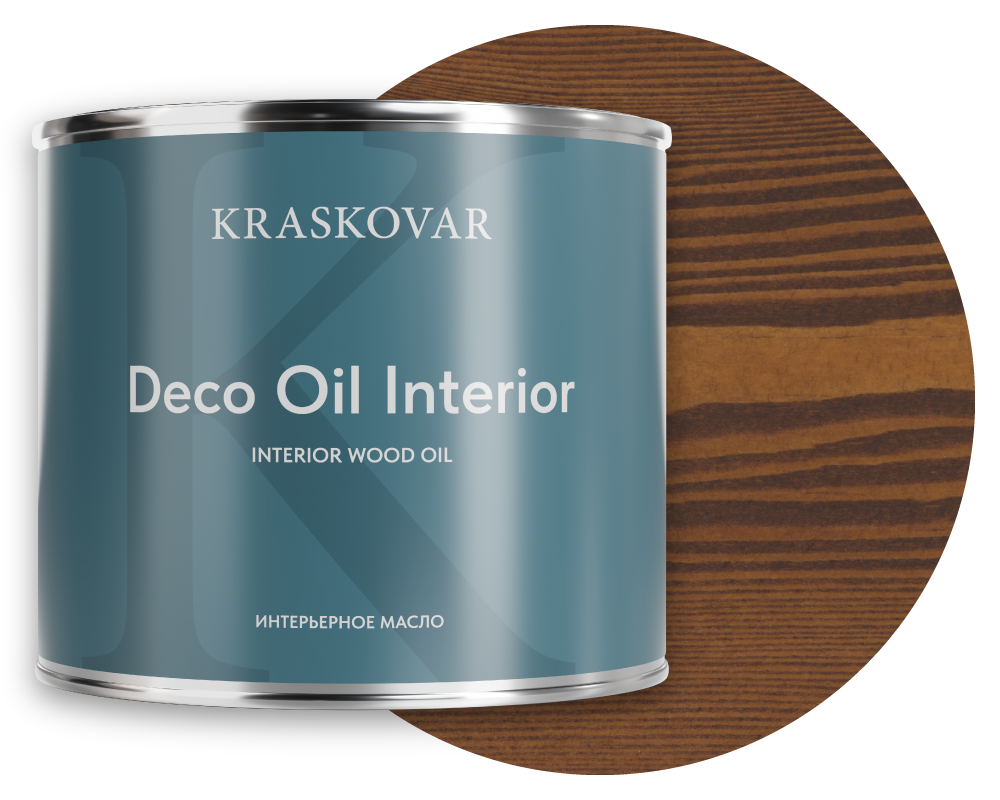 KRASKOVAR
Deco Oil Interior
INTERIOR WOOD OIL
ИНТЕРЬЕРНОЕ МАСЛО